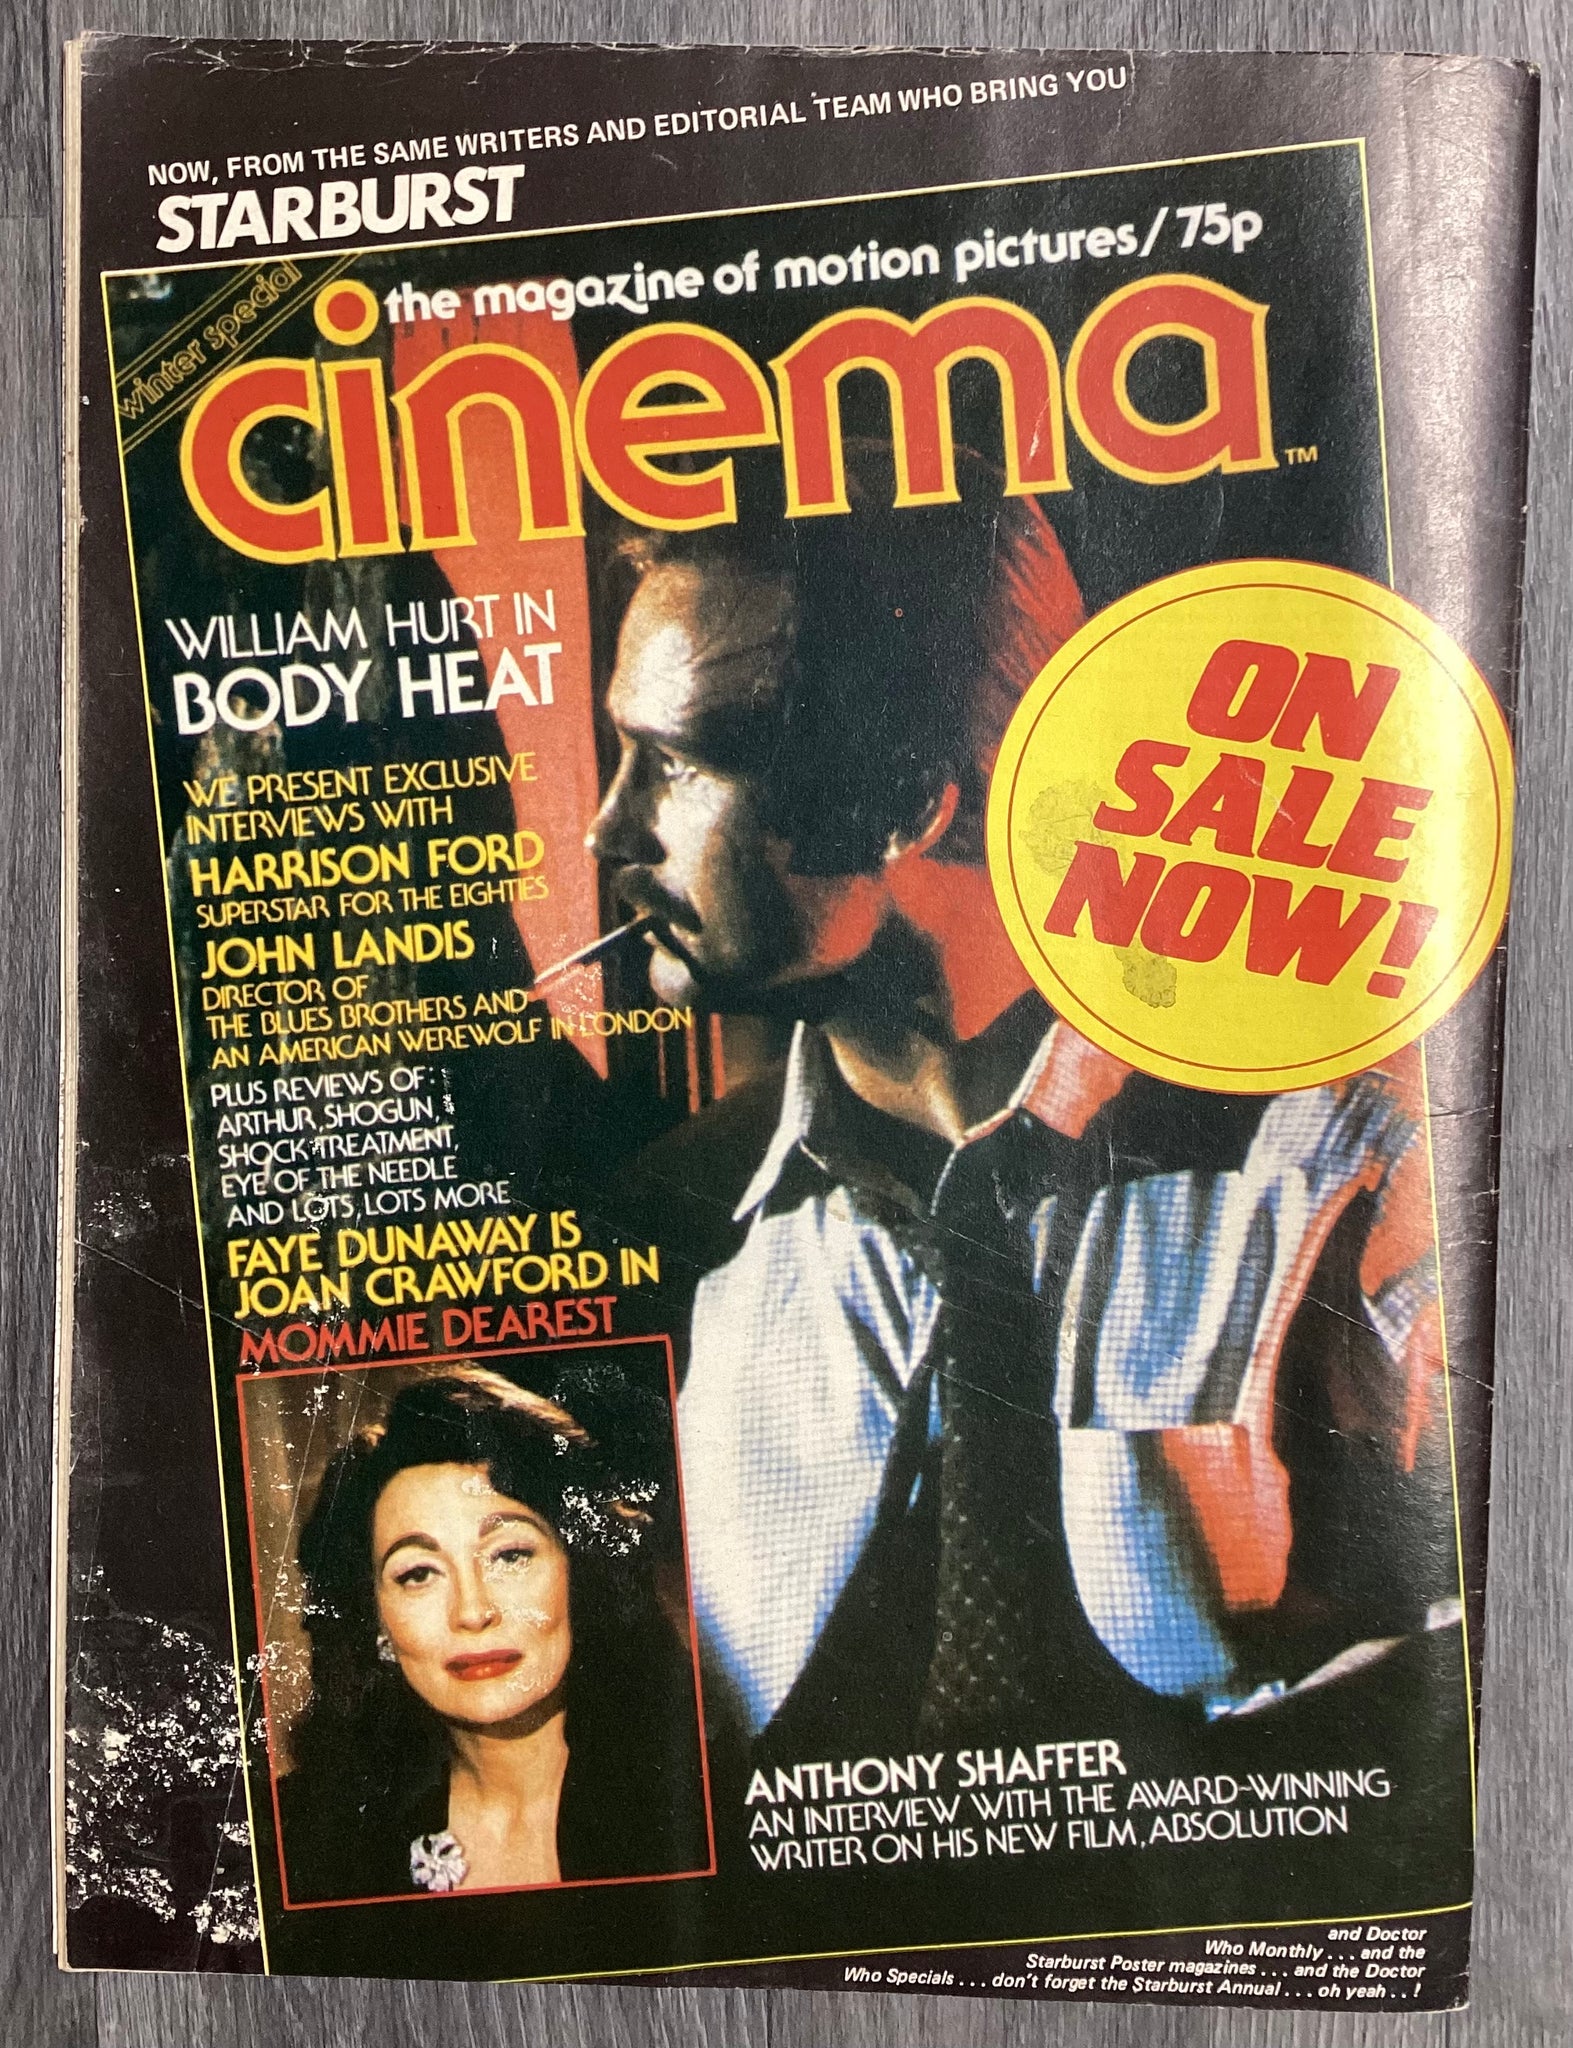 NOW, FROM THE SAME WRITERS AND EDITORIAL TEAM WHO BRING YOU
STARBURST
winter special
the magazine of motion pictures/75p
cinema
TM
WILLIAM HURT IN
BODY HEAT
WE PRESENT EXCLUSIVE
INTERVIEWS WITH
HARRISON FORD
SUPERSTAR FOR THE EIGHTIES
JOHN LANDIS
DIRECTOR OF
THE BLUES BROTHERS AND
AN AMERICAN WEREWOLF IN LONDON
PLUS REVIEWS OF:
ARTHUR, SHOGUN,
SHOCK TREATMENT,
EYE OF THE NEEDLE
AND LOTS, LOTS MORE
FAYE DUNAWAY IS
JOAN CRAWFORD IN
MOMMIE DEAREST
ON
SALE
NOW!
ANTHONY SHAFFER
AN INTERVIEW WITH THE AWARD-WINNING
WRITER ON HIS NEW FILM, ABSOLUTION
and Doctor
Who Monthly . . . and the
Starburst Poster magazines . . . and the Doctor
Who Specials . . . don't forget the Starburst Annual . . . oh yeah . . !